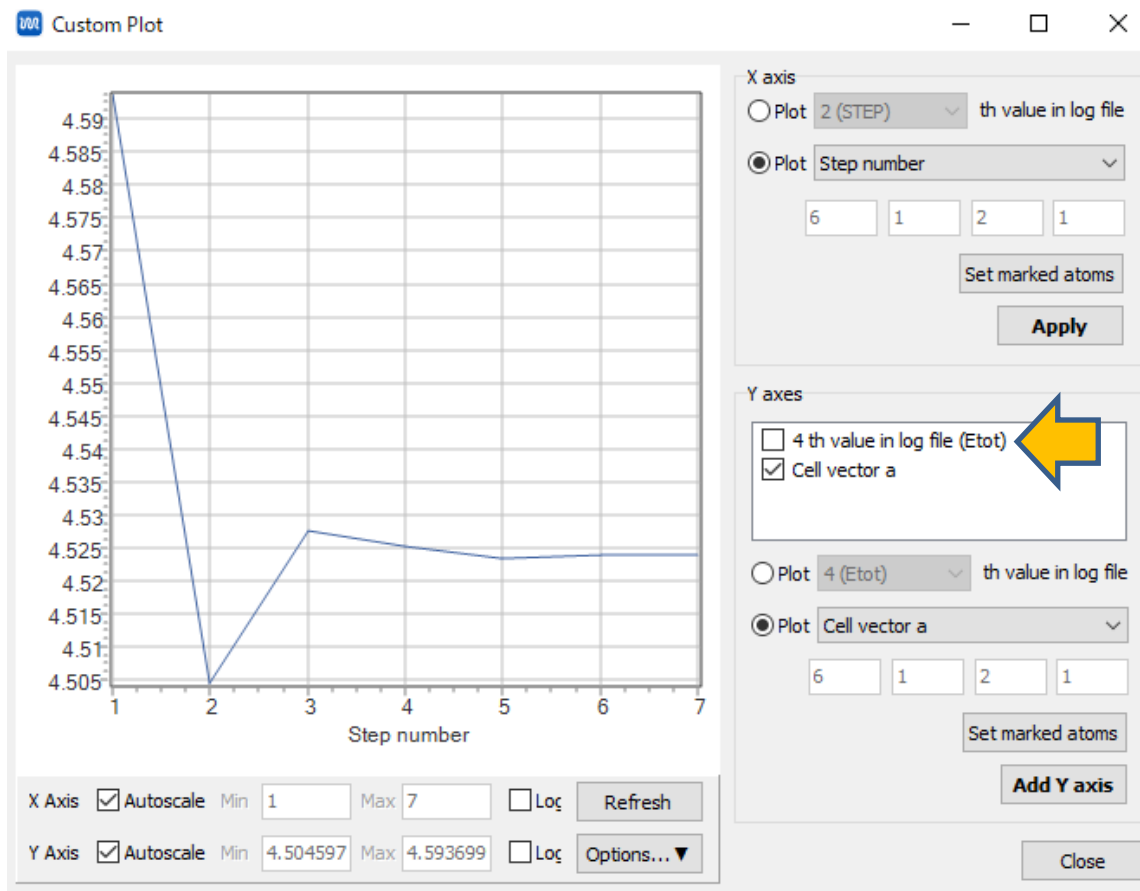 Custom Plot
4.59
4.585
4.58
4.575
4.57
4.565
4.56
4.555
4.55
4.545
4.54
4.535
4.53
4.525
4.52
4.515
4.51
4.505
1 2 3 4 5 6 7
Step number
X Axis Autoscale Min 1 Max 7 Log Refresh
Y Axis Autoscale Min 4.504597 Max 4.593699 Log Options... ▼
X axis
Plot 2 (STEP) th value in log file
Plot Step number
6 1 2 1
Set marked atoms
Apply
Y axes
4 th value in log file (Etot)
Cell vector a
Plot 4 (Etot) th value in log file
Plot Cell vector a
6 1 2 1
Set marked atoms
Add Y axis
Close